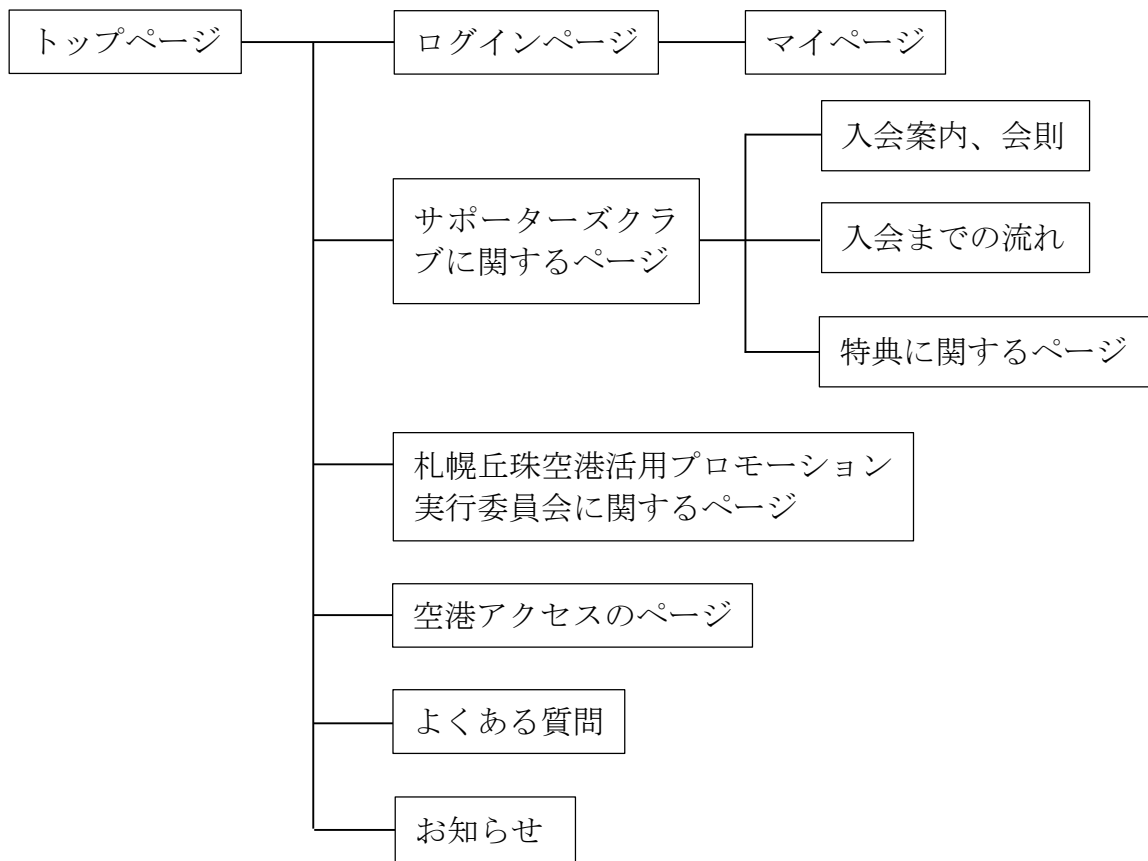 トップページ
ログインページ
マイページ
入会案内、会則
サポーターズクラ
ブに関するページ
入会までの流れ
特典に関するページ
札幌丘珠空港活用プロモーション
実行委員会に関するページ
空港アクセスのページ
よくある質問
お知らせ